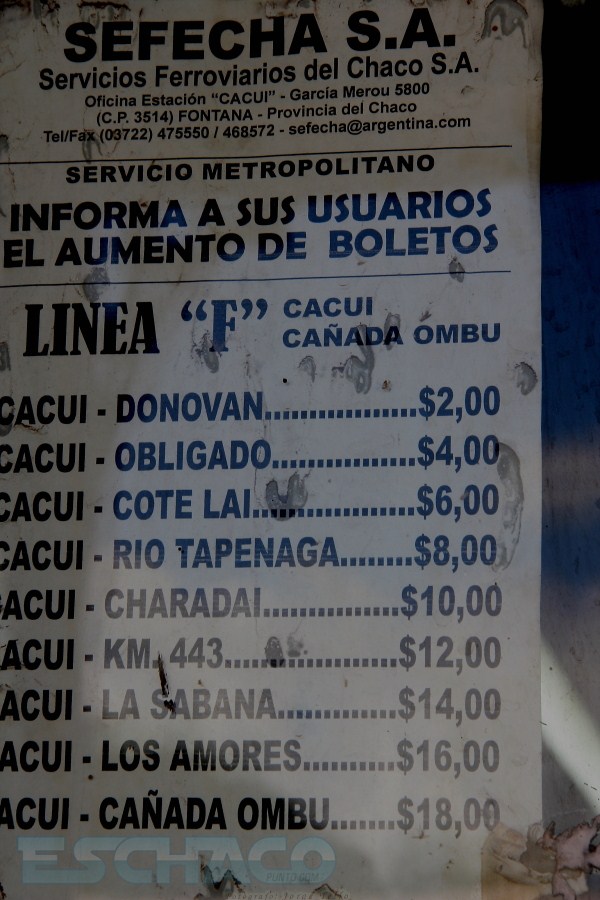 SEFECHA S.A.
Servicios Ferroviarios del Chaco S.A.
Oficina Estación "CACUI" - García Merou 5800
(C.P. 3514) FONTANA - Provincia del Chaco
Tel/Fax (03722) 475550 / 468572 - sefecha@argentina.com
SERVICIO METROPOLITANO
INFORMA A SUS USUARIOS
EL AUMENTO DE BOLETOS
LINEA "F" CACUI
CAÑADA OMBU
CACUI - DONOVAN.................$2,00
CACUI - OBLIGADO................$4,00
CACUI - COTE LAI..................$6,00
CACUI - RIO TAPENAGA........$8,00
CACUI - CHARADAI...............$10,00
ACUI - KM. 443....................$12,00
ACUI - LA SABANA.............$14,00
ACUI - LOS AMORES..........$16,00
ACUI - CAÑADA OMBU.......$18,00
ESCHACO
PUNTO COM